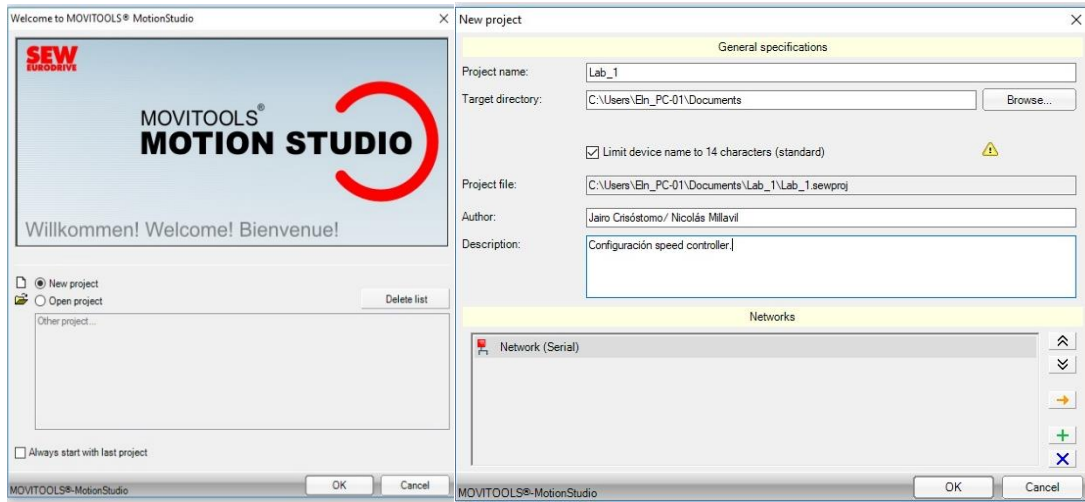 Welcome to MOVITOOLS® MotionStudio
SEW
EURODRIVE
MOVITOOLS®
MOTION STUDIO
Willkommen! Welcome! Bienvenue!
New project
Open project
Delete list
Other project...
Always start with last project
OK Cancel
MOVITOOLS®-MotionStudio
New project
General specifications
Project name: Lab_1
Target directory: C:\Users\Eln_PC-01\Documents Browse...
Limit device name to 14 characters (standard)
Project file: C:\Users\Eln_PC-01\Documents\Lab_1\Lab_1.sewproj
Author: Jairo Crisóstomo/ Nicolás Millavil
Description: Configuración speed controller.
Networks
Network (Serial)
OK Cancel
MOVITOOLS®-MotionStudio